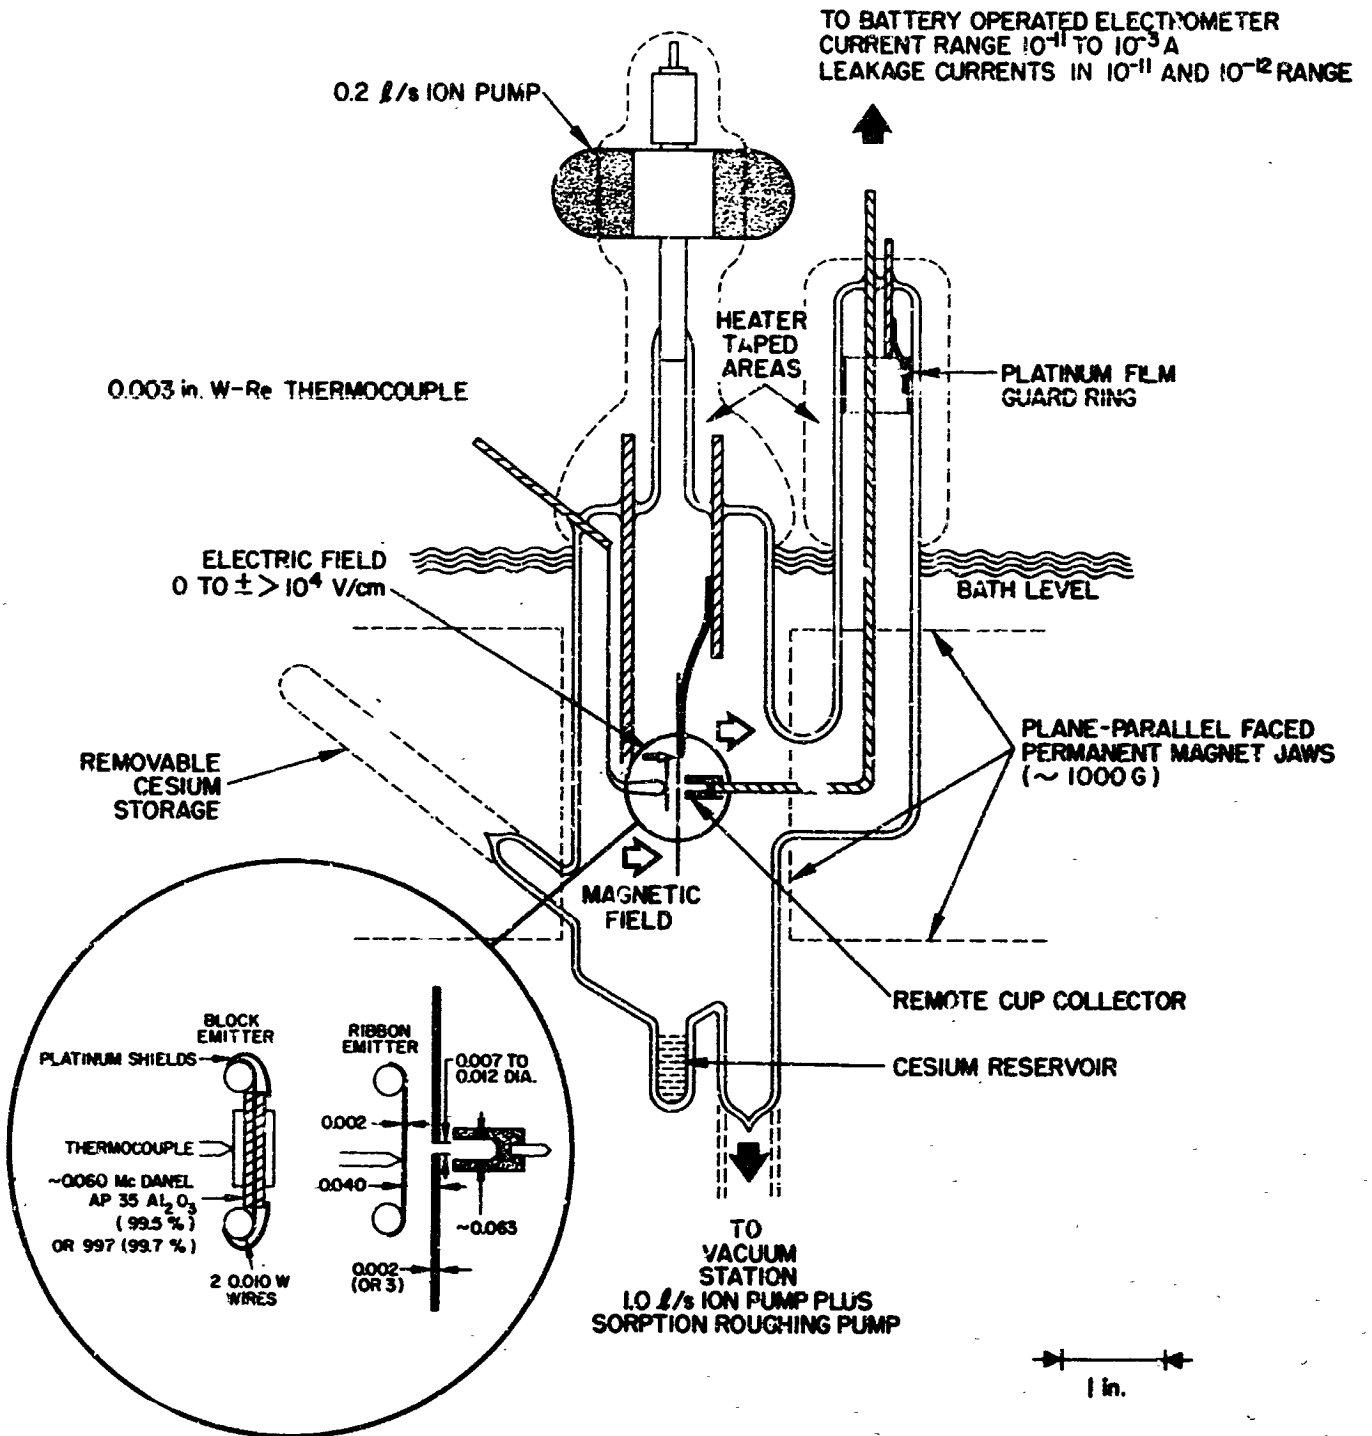 TO BATTERY OPERATED ELECTROMETER
CURRENT RANGE 10⁻¹¹ TO 10⁻³ A
LEAKAGE CURRENTS IN 10⁻¹¹ AND 10⁻¹² RANGE
0.2 ℓ/s ION PUMP
HEATER
TAPED
AREAS
0.003 in. W-Re THERMOCOUPLE
PLATINUM FILM
GUARD RING
ELECTRIC FIELD
0 TO ± > 10⁴ V/cm
BATH LEVEL
REMOVABLE
CESIUM
STORAGE
PLANE-PARALLEL FACED
PERMANENT MAGNET JAWS
(~ 1000 G)
MAGNETIC
FIELD
REMOTE CUP COLLECTOR
CESIUM RESERVOIR
BLOCK
EMITTER
PLATINUM SHIELDS
THERMOCOUPLE
~0.060 Mc DANEL
AP 35 Al₂O₃
(99.5 %)
OR 997 (99.7 %)
2 0.010 W
WIRES
RIBBON
EMITTER
0.007 TO
0.012 DIA.
0.002
0.040
~0.063
0.002
(OR 3)
TO
VACUUM
STATION
1.0 ℓ/s ION PUMP PLUS
SORPTION ROUGHING PUMP
1 in.